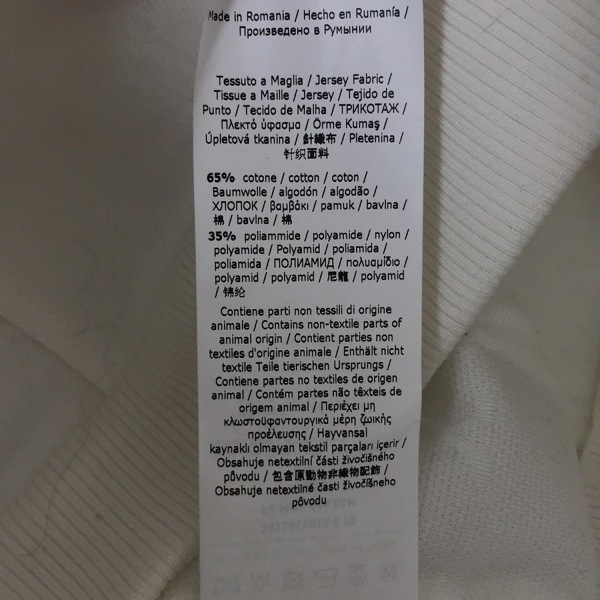 Made in Romania / Hecho en Rumanía /
Произведено в Румынии
Tessuto a Maglia / Jersey Fabric /
Tissue a Maille / Jersey / Tejido de
Punto / Tecido de Malha / ТРИКОТАЖ /
Πλεκτό ύφασμα / Örme Kumaş /
Úpletová tkanina / 針織布 / Pletenina /
针织面料
65% cotone / cotton / coton /
Baumwolle / algodón / algodão /
ХЛОПОК / βαμβάκι / pamuk / bavlna /
棉 / bavlna / 棉
35% poliammide / polyamide / nylon /
polyamide / Polyamid / poliamida /
poliamida / ПОЛИАМИД / πολυαμίδιο /
polyamid / polyamid / 尼龍 / polyamid
/ 锦纶
Contiene parti non tessili di origine
animale / Contains non-textile parts of
animal origin / Contient parties non
textiles d'origine animale / Enthält nicht
textile Teile tierischen Ursprungs /
Contiene partes no textiles de origen
animal / Contém partes não têxteis de
origem animal / Περιέχει μη
κλωστοϋφαντουργικά μέρη ζωικής
προέλευσης / Hayvansal
kaynaklı olmayan tekstil parçaları içerir /
Obsahuje netextilní části živočišného
původu / 包含原動物非織物配飾 /
Obsahuje netextilné časti živočíšneho
pôvodu